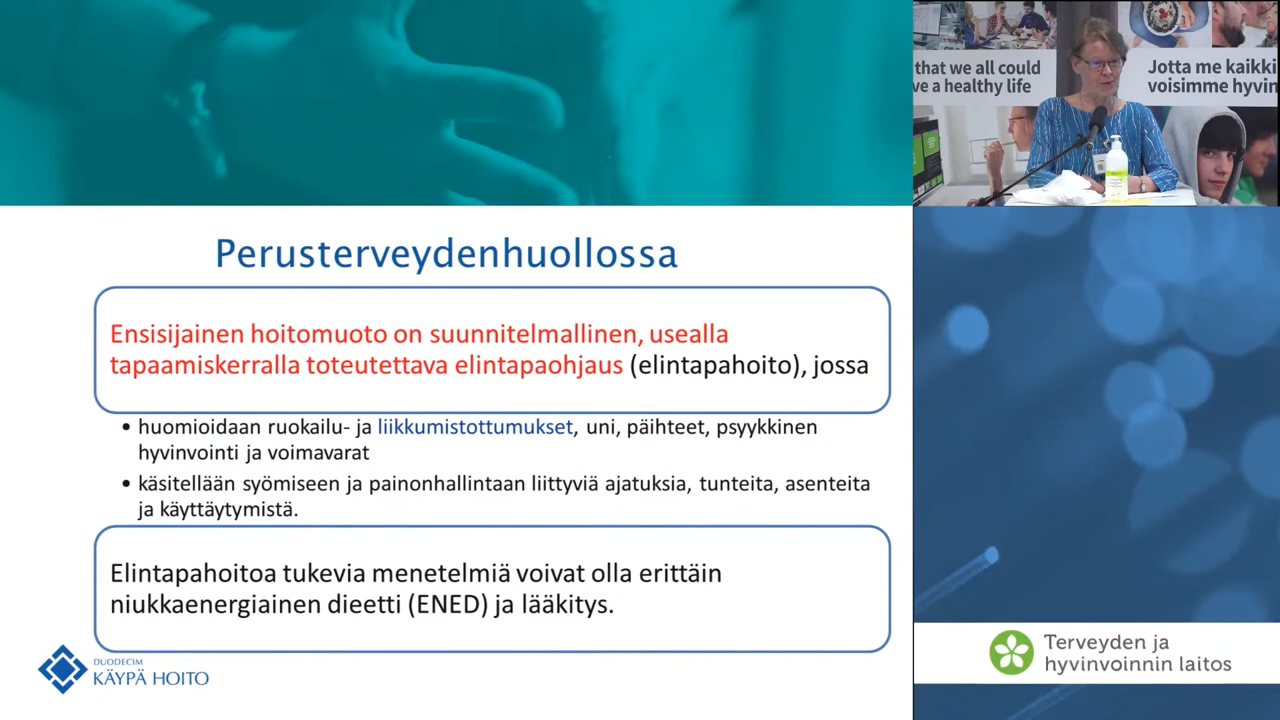 Perusterveydenhuollossa
Ensisijainen hoitomuoto on suunnitelmallinen, usealla
tapaamiskerralla toteutettava elintapaohjaus (elintapahoito), jossa
• huomioidaan ruokailu- ja liikkumistottumukset, uni, päihteet, psyykkinen
hyvinvointi ja voimavarat
• käsitellään syömiseen ja painonhallintaan liittyviä ajatuksia, tunteita, asenteita
ja käyttäytymistä.
Elintapahoitoa tukevia menetelmiä voivat olla erittäin
niukkaenergiainen dieetti (ENED) ja lääkitys.
DUODECIM
KÄYPÄ HOITO
that we all could
ve a healthy life
Jotta me kaikki
voisimme hyvin
Terveyden ja
hyvinvoinnin laitos